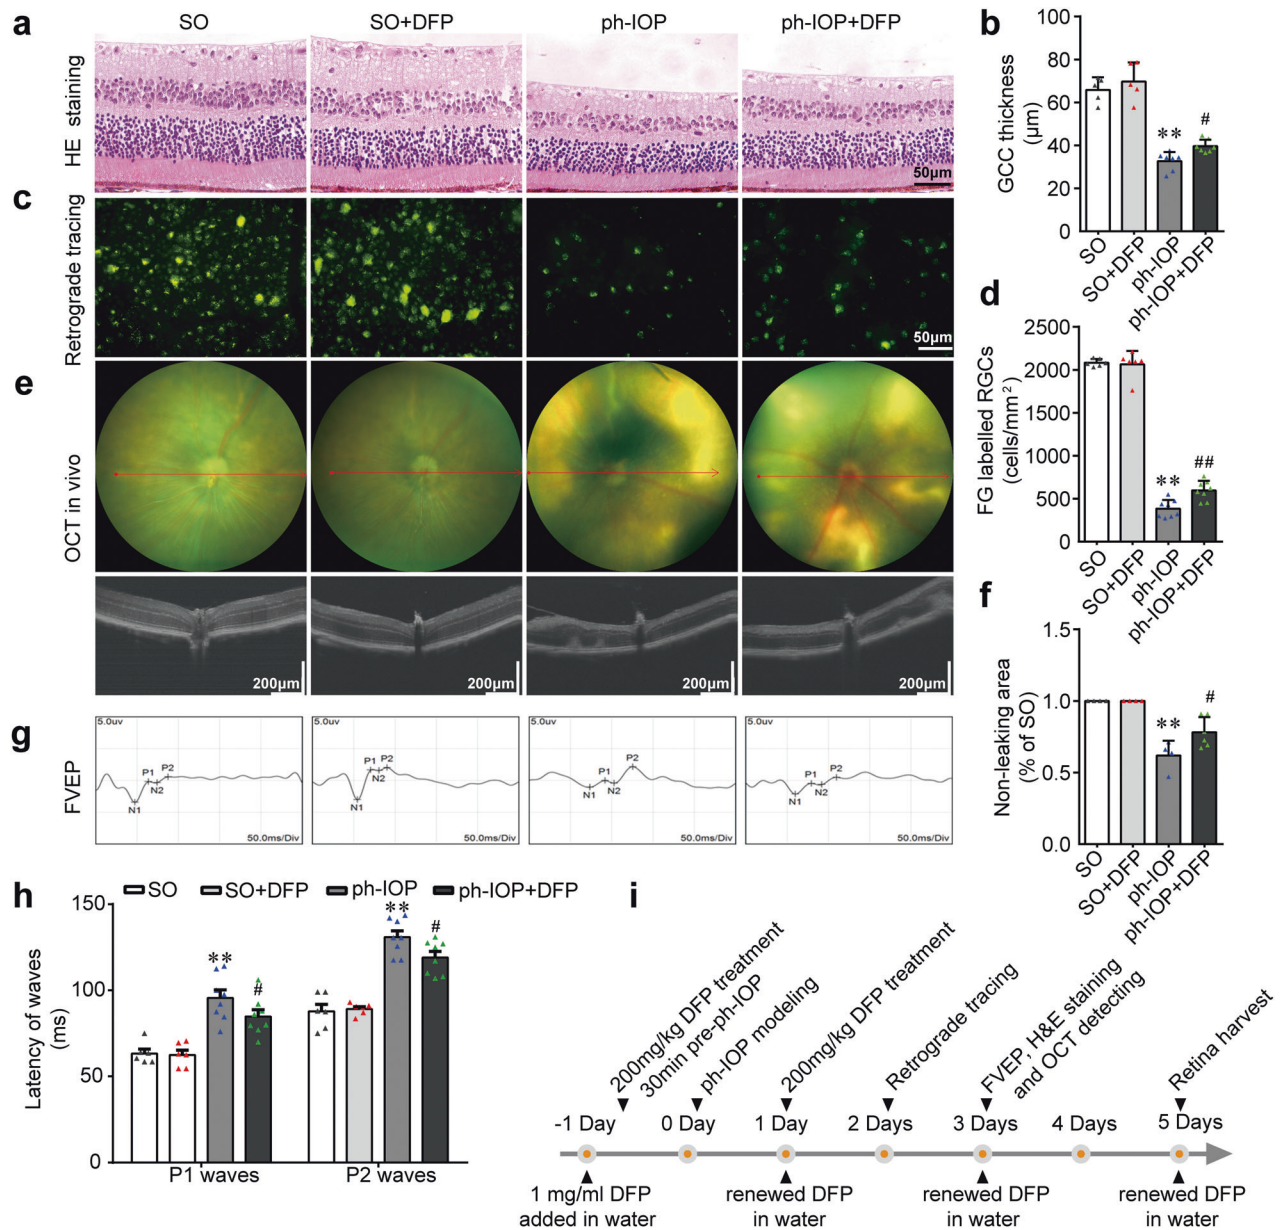 a
SO
SO+DFP
ph-IOP
ph-IOP+DFP
HE staining
50µm
b
GCC thickness
(µm)
100
80
60
40
20
0
**
#
SO
SO+DFP
ph-IOP
ph-IOP+DFP
c
Retrograde tracing
50µm
d
FG labelled RGCs
(cells/mm²)
2500
2000
1500
1000
500
0
**
##
SO
SO+DFP
ph-IOP
ph-IOP+DFP
e
OCT in vivo
200µm
200µm
200µm
200µm
f
Non-leaking area
(% of SO)
1.5
1.0
0.5
0.0
**
#
SO
SO+DFP
ph-IOP
ph-IOP+DFP
g
FVEP
5.0uv
P1
P2
N2
N1
50.0ms/Div
5.0uv
P1
P2
N2
N1
50.0ms/Div
5.0uv
P1
P2
N2
N1
50.0ms/Div
5.0uv
P1
P2
N2
N1
50.0ms/Div
h
SO
SO+DFP
ph-IOP
ph-IOP+DFP
Latency of waves
(ms)
150
100
50
0
**
#
**
#
P1 waves
P2 waves
i
200mg/kg DFP treatment
30min pre-ph-IOP
ph-IOP modeling
200mg/kg DFP treatment
Retrograde tracing
FVEP, H&E staining
and OCT detecting
Retina harvest
-1 Day
0 Day
1 Day
2 Days
3 Days
4 Days
5 Days
1 mg/ml DFP
added in water
renewed DFP
in water
renewed DFP
in water
renewed DFP
in water